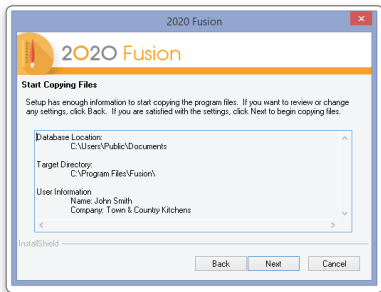 2020 Fusion
2020 Fusion
Start Copying Files
Setup has enough information to start copying the program files. If you want to review or change
any settings, click Back. If you are satisfied with the settings, click Next to begin copying files.
Database Location:
C:\Users\Public\Documents
Target Directory:
C:\Program Files\Fusion\
User Information
Name: John Smith
Company: Town & Country Kitchens
InstallShield
Back
Next
Cancel